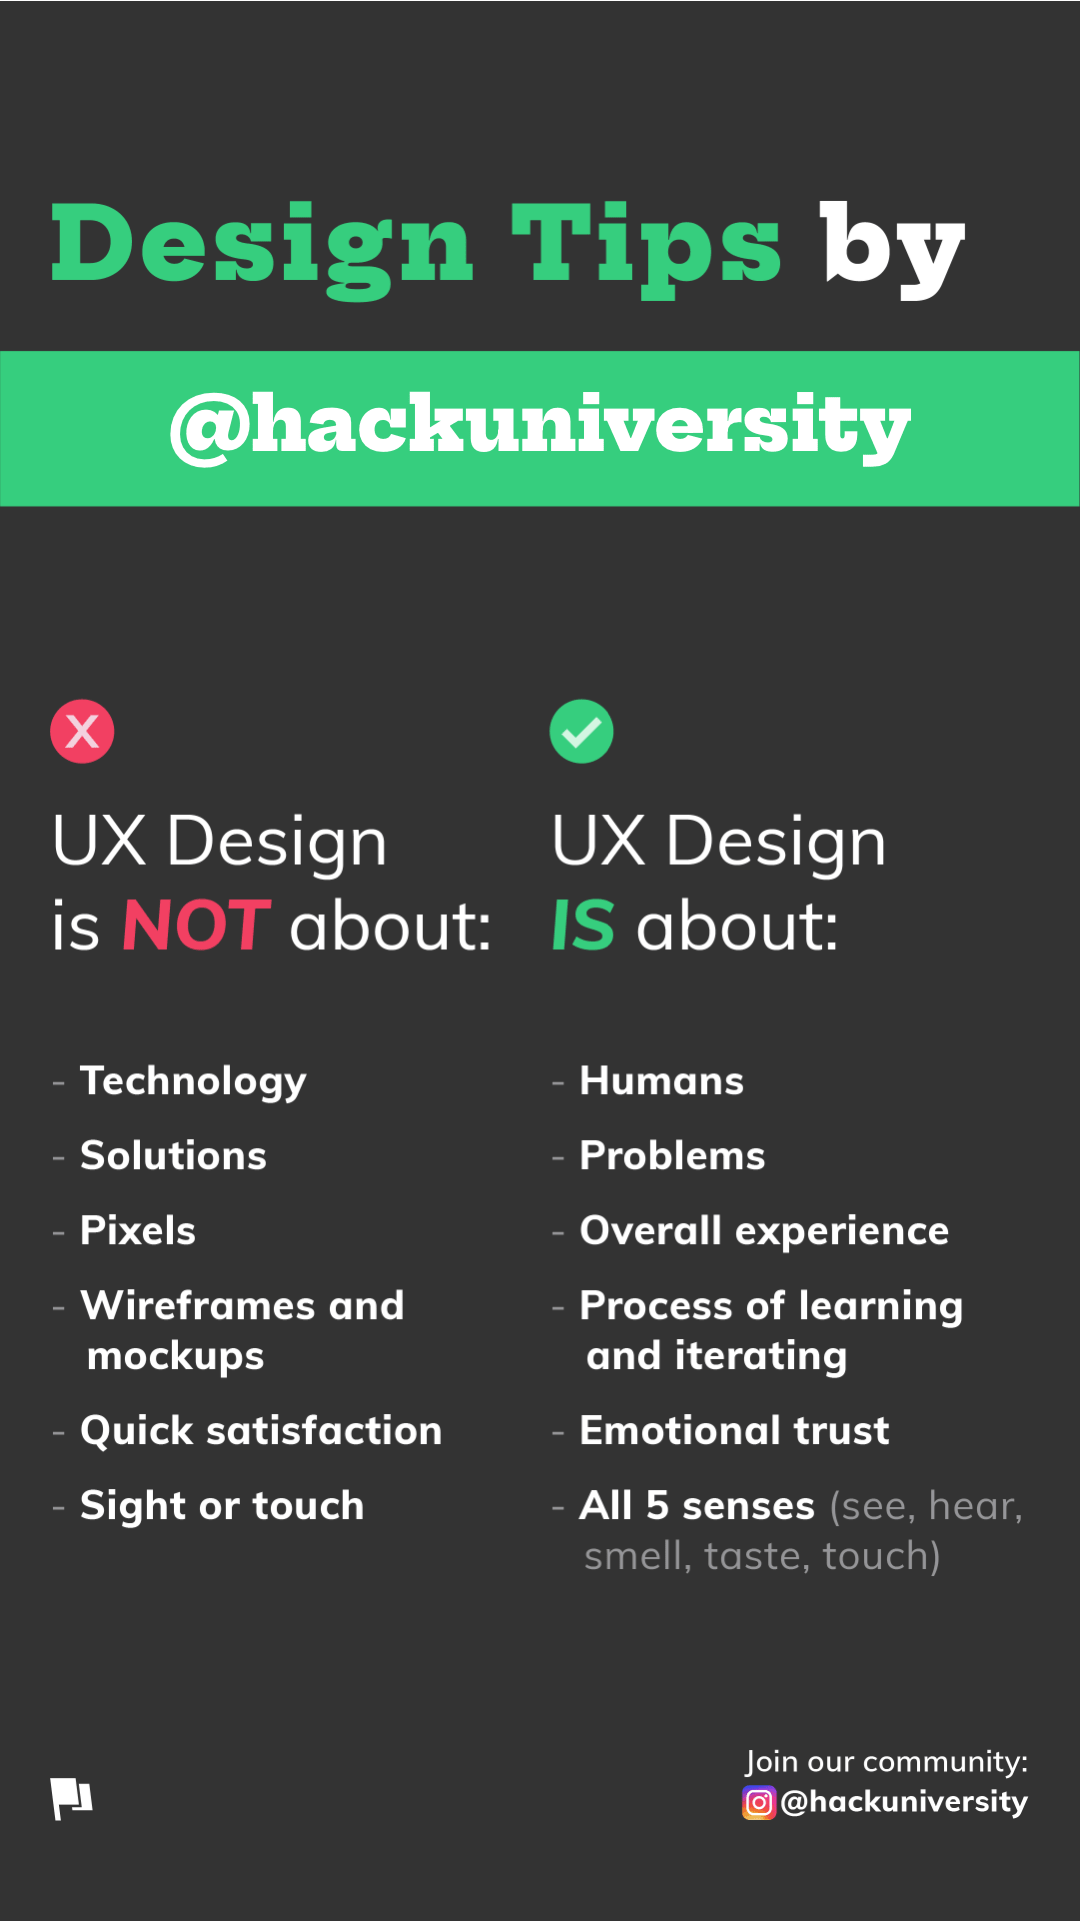 Design Tips by
@hackuniversity
X
UX Design
is NOT about:
- Technology
- Solutions
- Pixels
- Wireframes and
mockups
- Quick satisfaction
- Sight or touch
UX Design
IS about:
- Humans
- Problems
- Overall experience
- Process of learning
and iterating
- Emotional trust
- All 5 senses (see, hear,
smell, taste, touch)
Join our community:
@hackuniversity